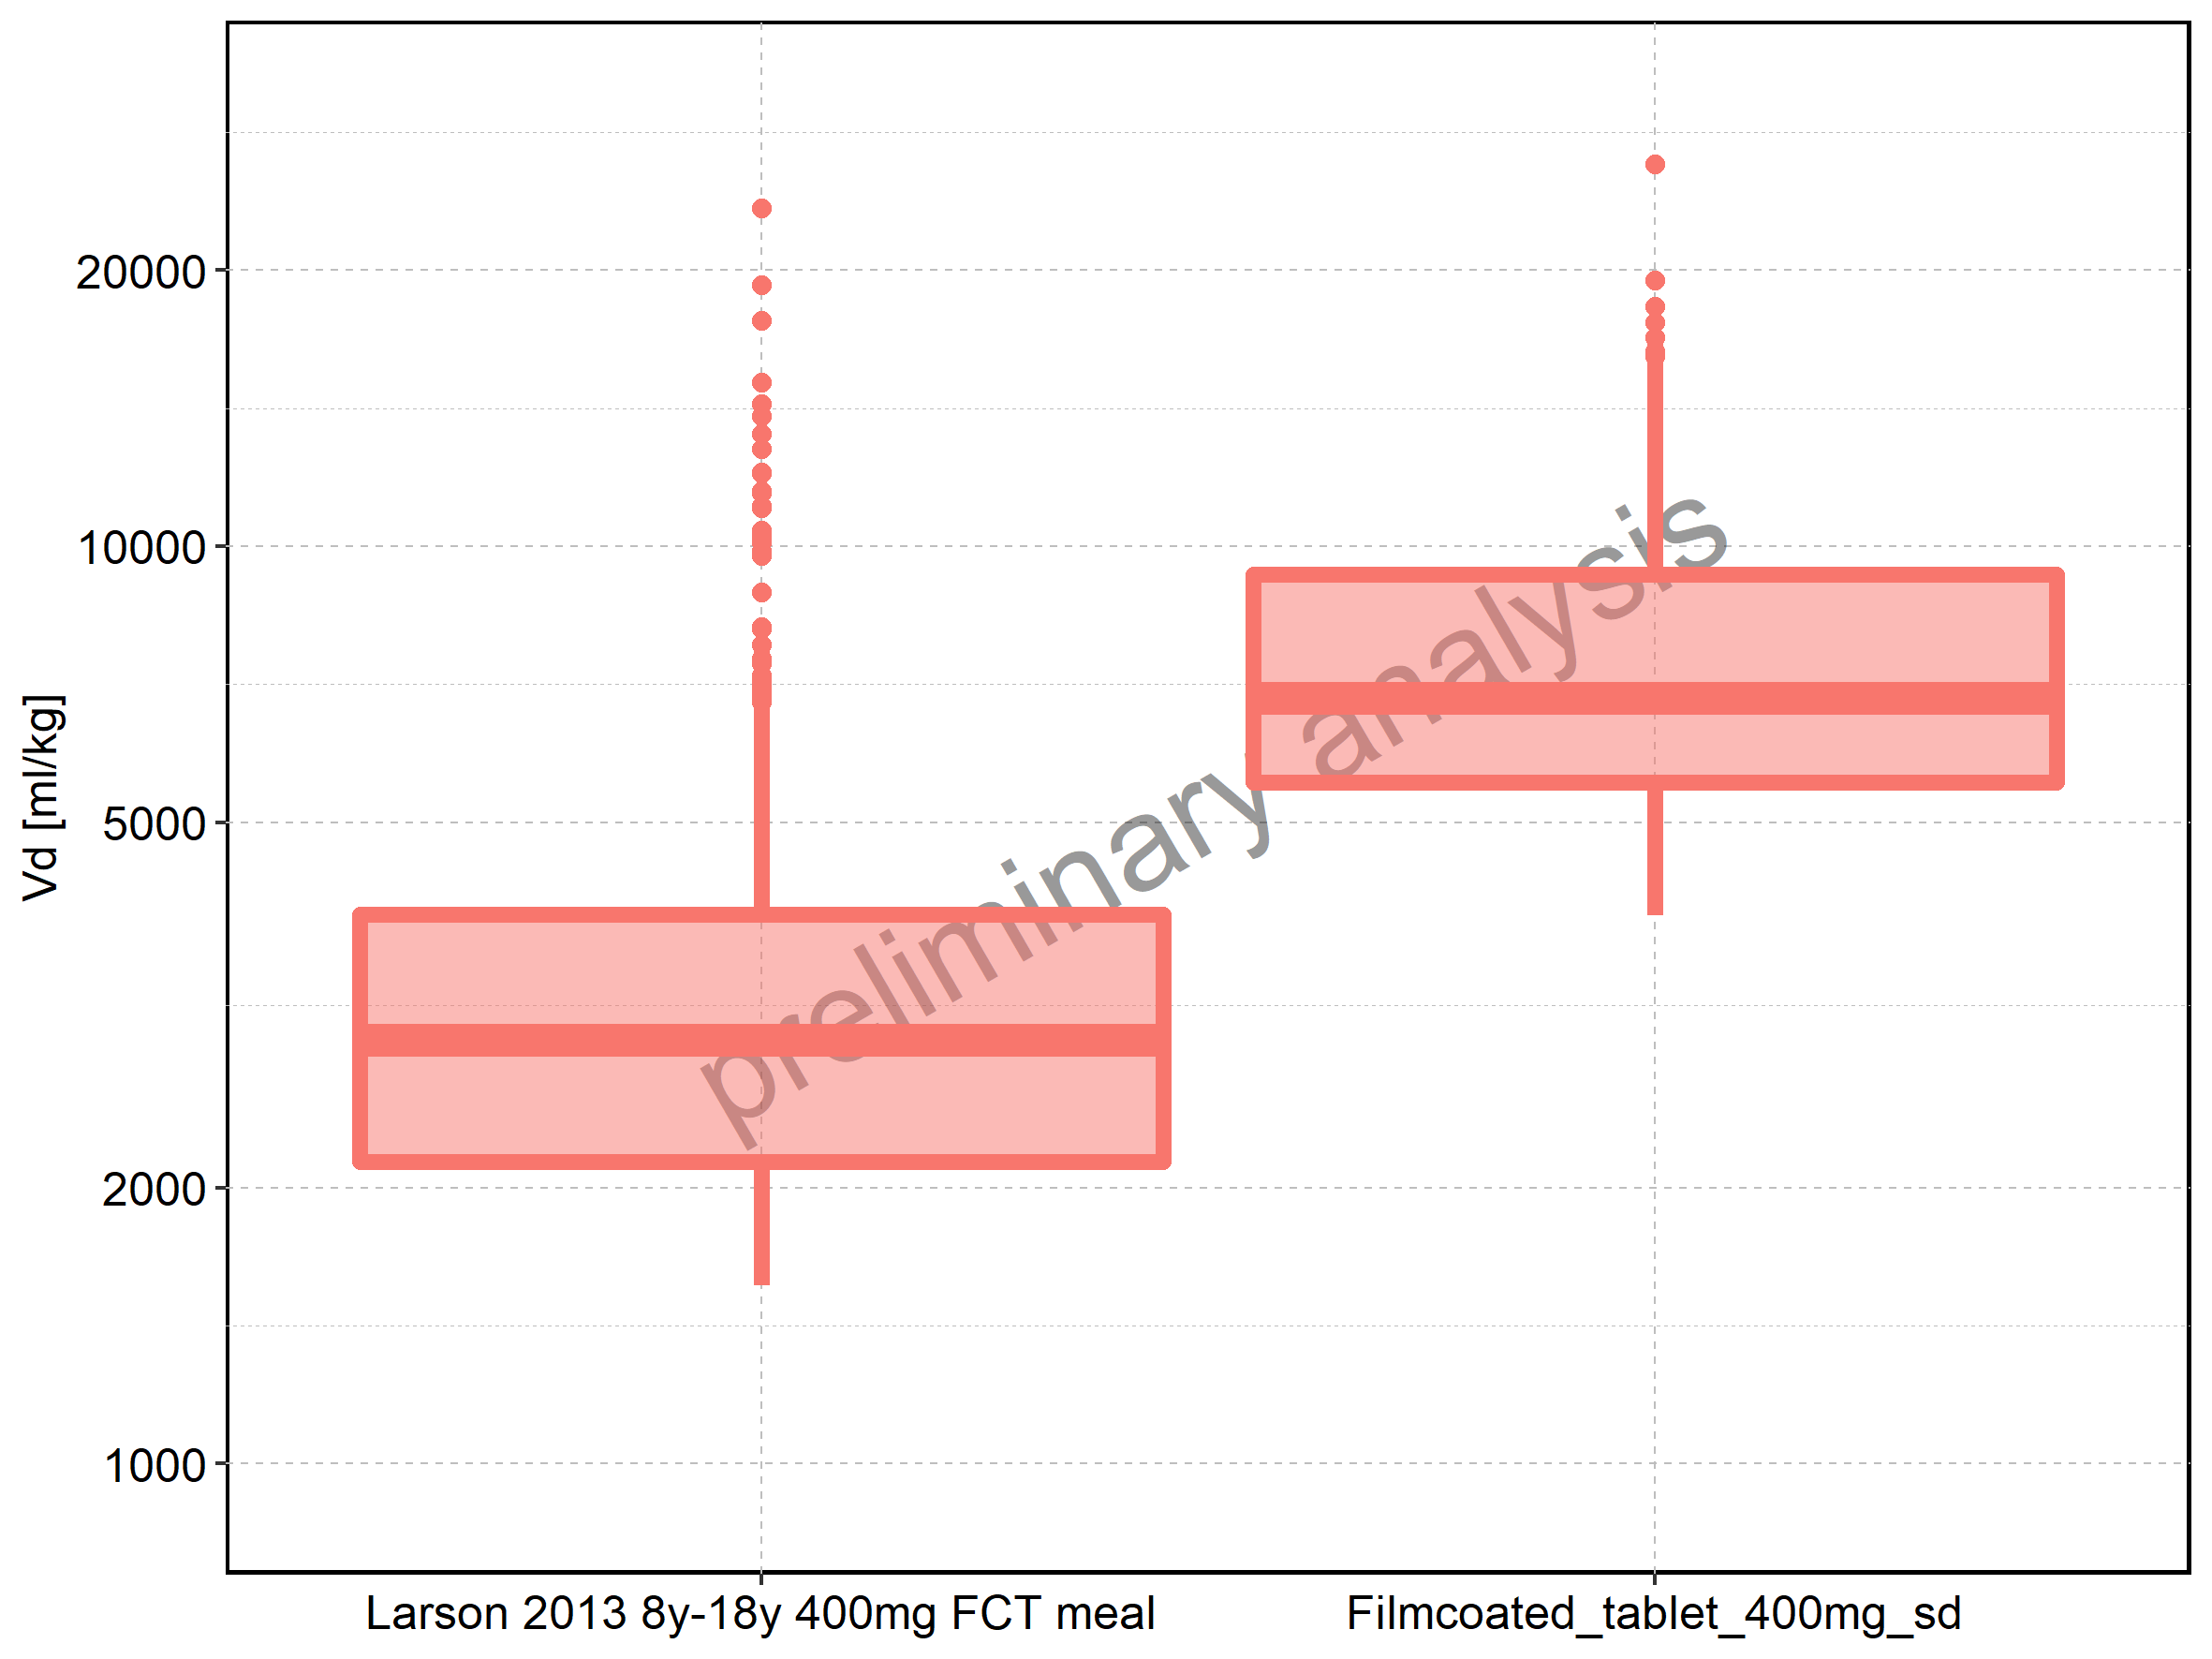 20000
10000
5000
2000
1000
Vd [ml/kg]
preliminary analysis
Larson 2013 8y-18y 400mg FCT meal
Filmcoated_tablet_400mg_sd